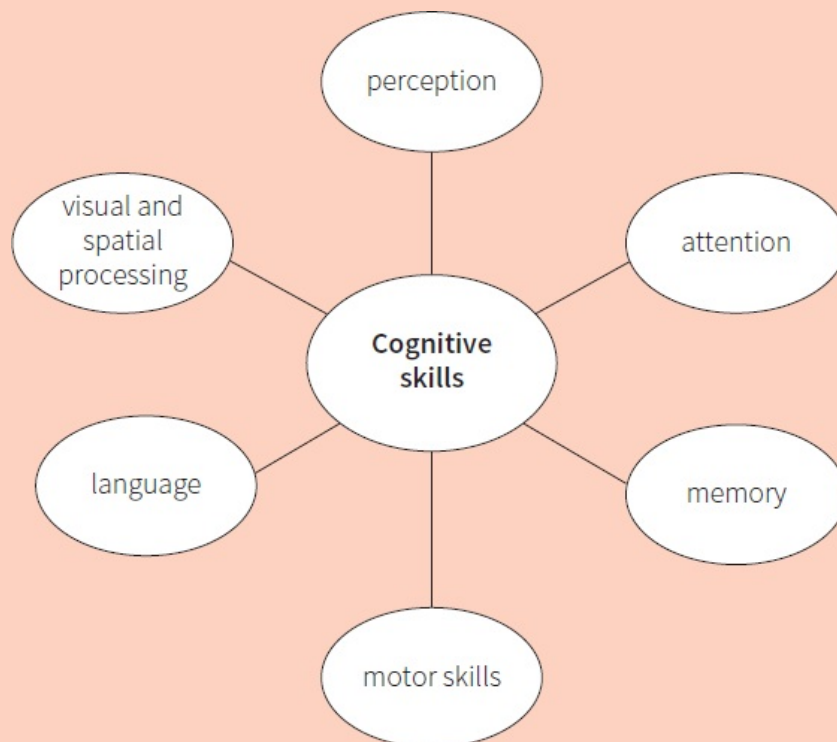 perception
visual and
spatial
processing
attention
Cognitive
skills
language
memory
motor skills